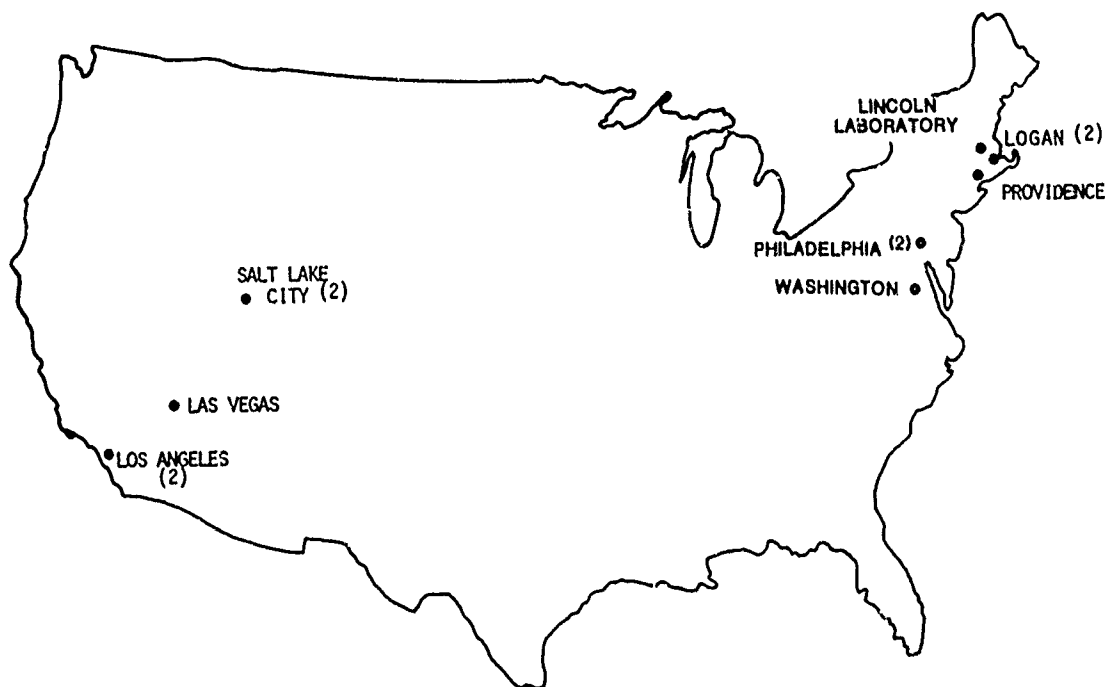 LINCOLN
LABORATORY
LOGAN (2)
PROVIDENCE
PHILADELPHIA (2)
WASHINGTON
SALT LAKE
CITY (2)
LAS VEGAS
LOS ANGELES
(2)